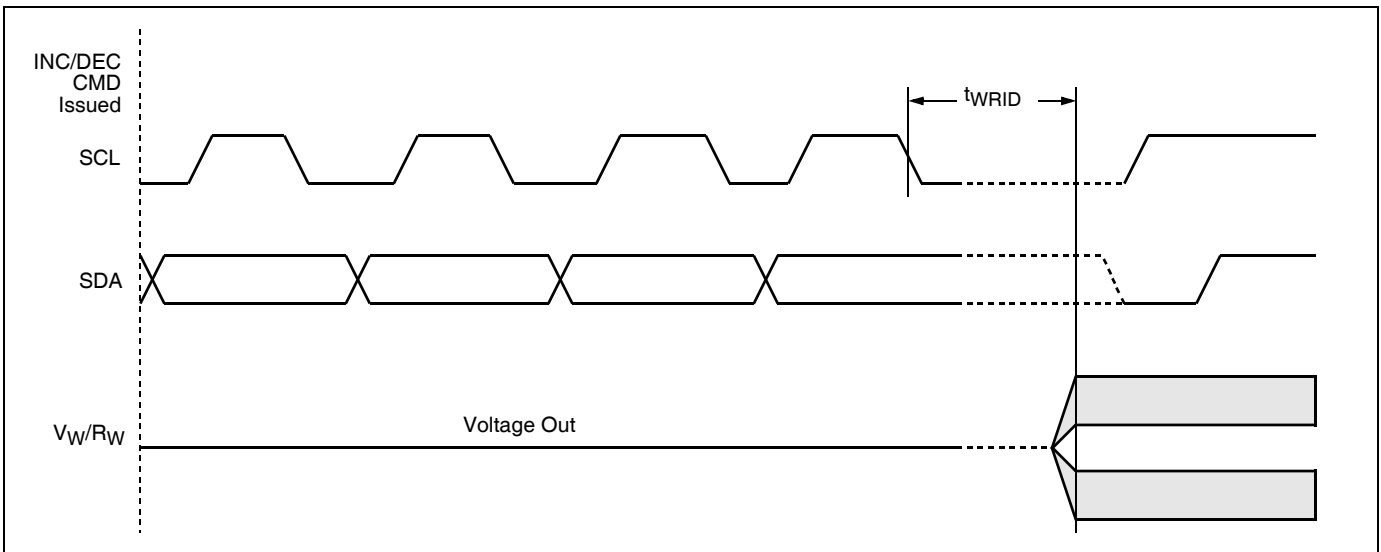 INC/DEC
CMD
Issued
tWRID
SCL
SDA
Voltage Out
VW/RW